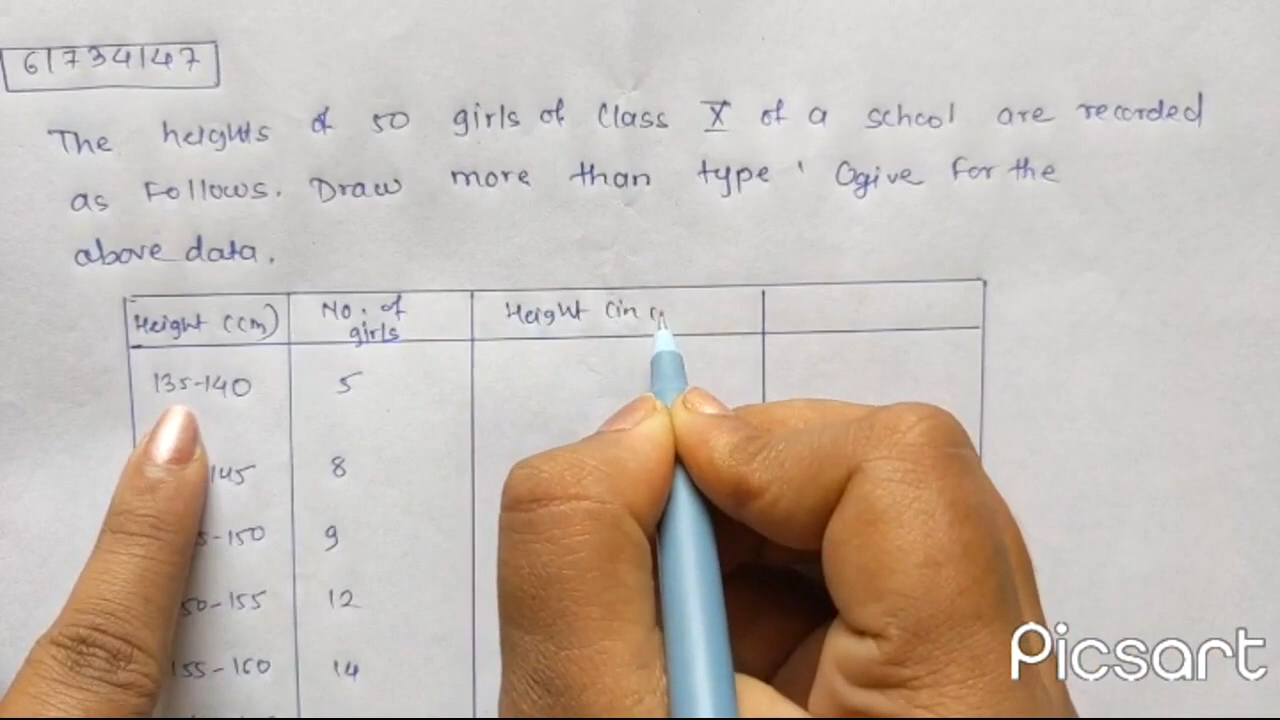 61734147
The heights of 50 girls of Class X of a school are recorded
as Follows. Draw more than type ' Ogive For the
above data.
Height (cm) No. of girls Height (in c
135-140 5
145 8
5-150 9
50-155 12
155-160 14
Picsart